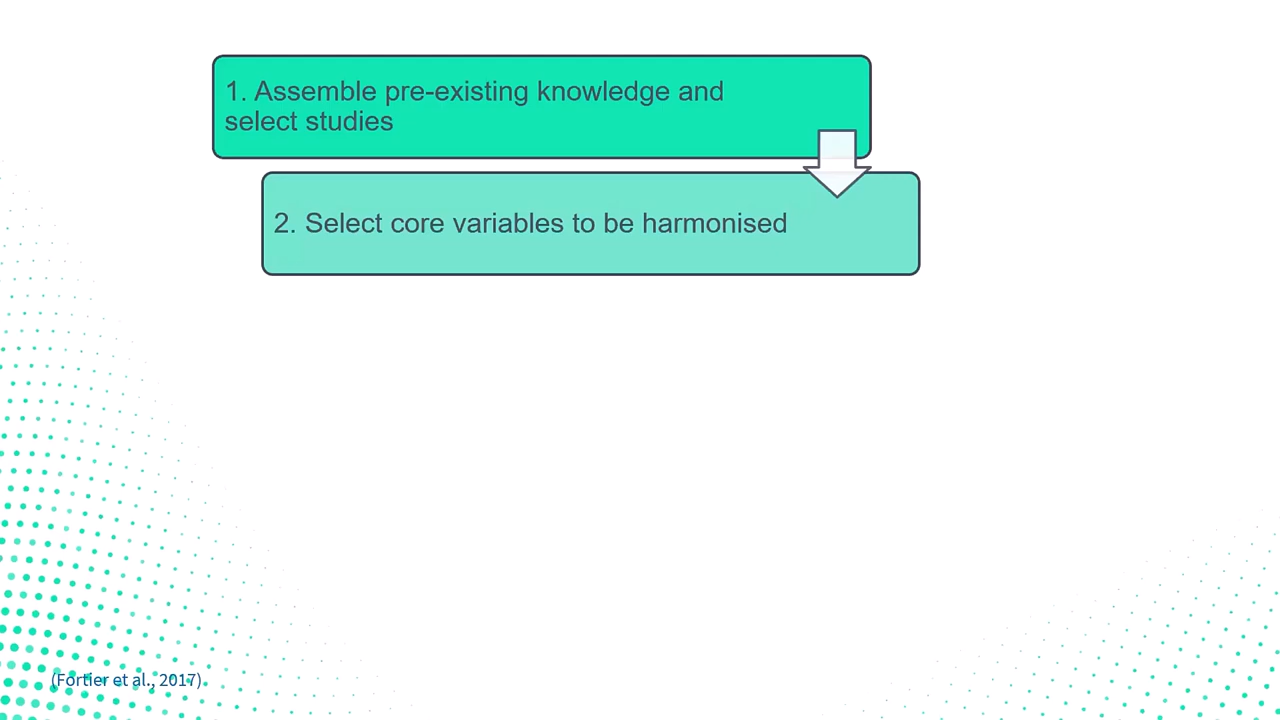 1. Assemble pre-existing knowledge and
select studies
2. Select core variables to be harmonised
(Fortier et al., 2017)